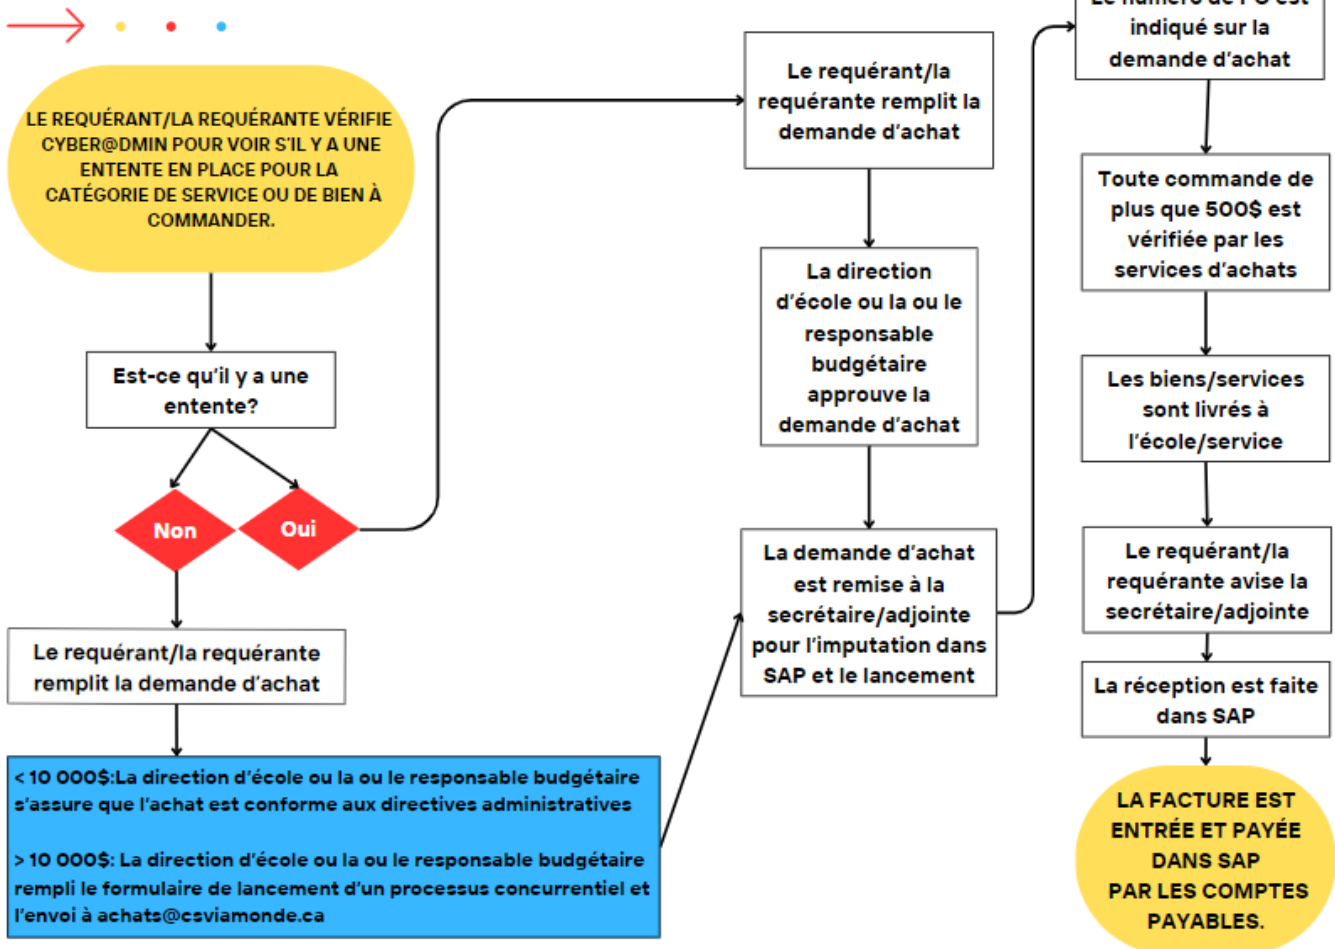 LE REQUÉRANT/LA REQUÉRANTE VÉRIFIE
CYBER@DMIN POUR VOIR S'IL Y A UNE
ENTENTE EN PLACE POUR LA
CATÉGORIE DE SERVICE OU DE BIEN À
COMMANDER.
Est-ce qu'il y a une
entente?
Non
Oui
Le requérant/la requérante
remplit la demande d'achat
< 10 000$:La direction d'école ou la ou le responsable budgétaire
s'assure que l'achat est conforme aux directives administratives
> 10 000$: La direction d'école ou la ou le responsable budgétaire
rempli le formulaire de lancement d'un processus concurrentiel et
l'envoi à achats@csviamonde.ca
Le requérant/la
requérante remplit la
demande d'achat
La direction
d'école ou la ou le
responsable
budgétaire
approuve la
demande d'achat
La demande d'achat
est remise à la
secrétaire/adjointe
pour l'imputation dans
SAP et le lancement
Le numéro de PO est
indiqué sur la
demande d'achat
Toute commande de
plus que 500$ est
vérifiée par les
services d'achats
Les biens/services
sont livrés à
l'école/service
Le requérant/la
requérante avise la
secrétaire/adjointe
La réception est faite
dans SAP
LA FACTURE EST
ENTRÉE ET PAYÉE
DANS SAP
PAR LES COMPTES
PAYABLES.